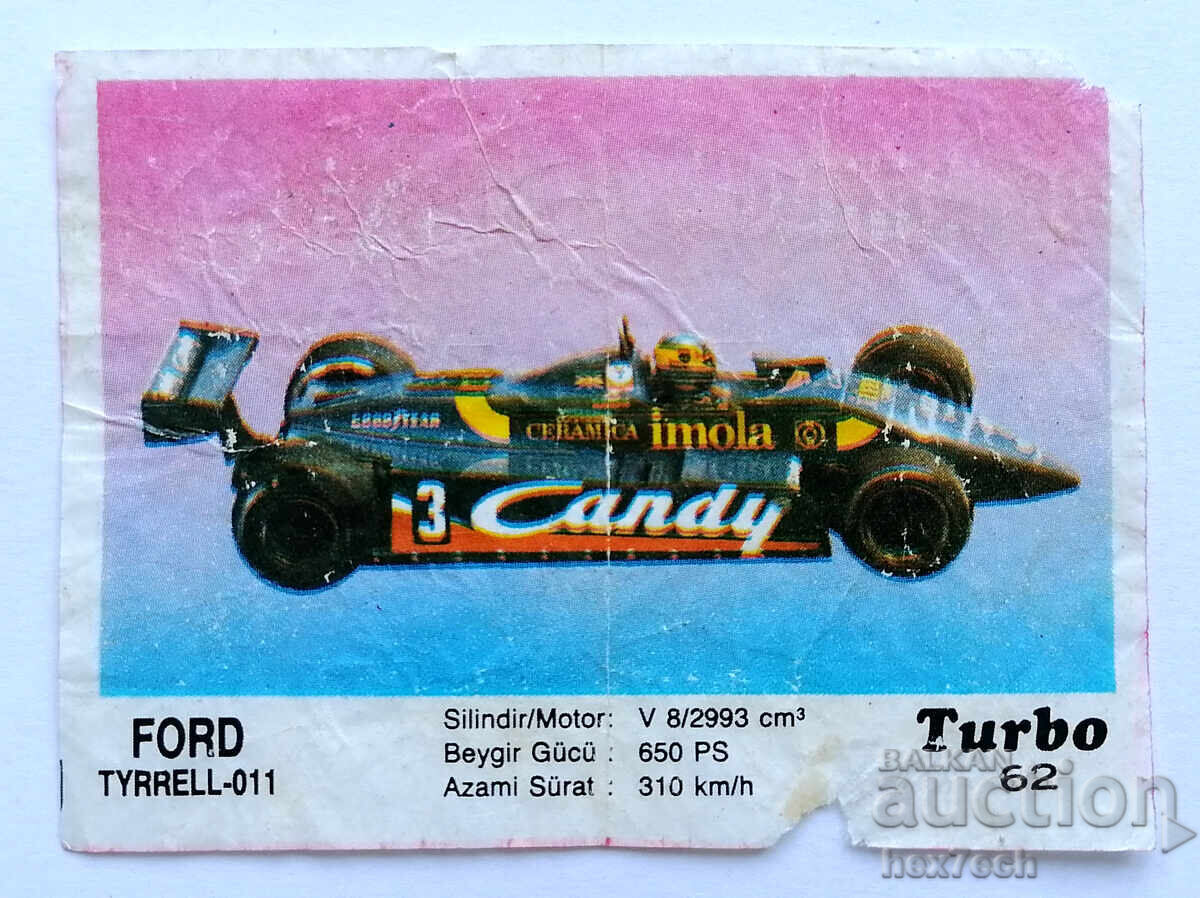 GOODYEAR
CERAMICA imola
3 Candy
FORD
TYRRELL-011
Silindir/Motor: V 8/2993 cm³
Beygir Gücü : 650 PS
Azami Sürat : 310 km/h
Turbo
62
BALKAN
auction
hex7ech